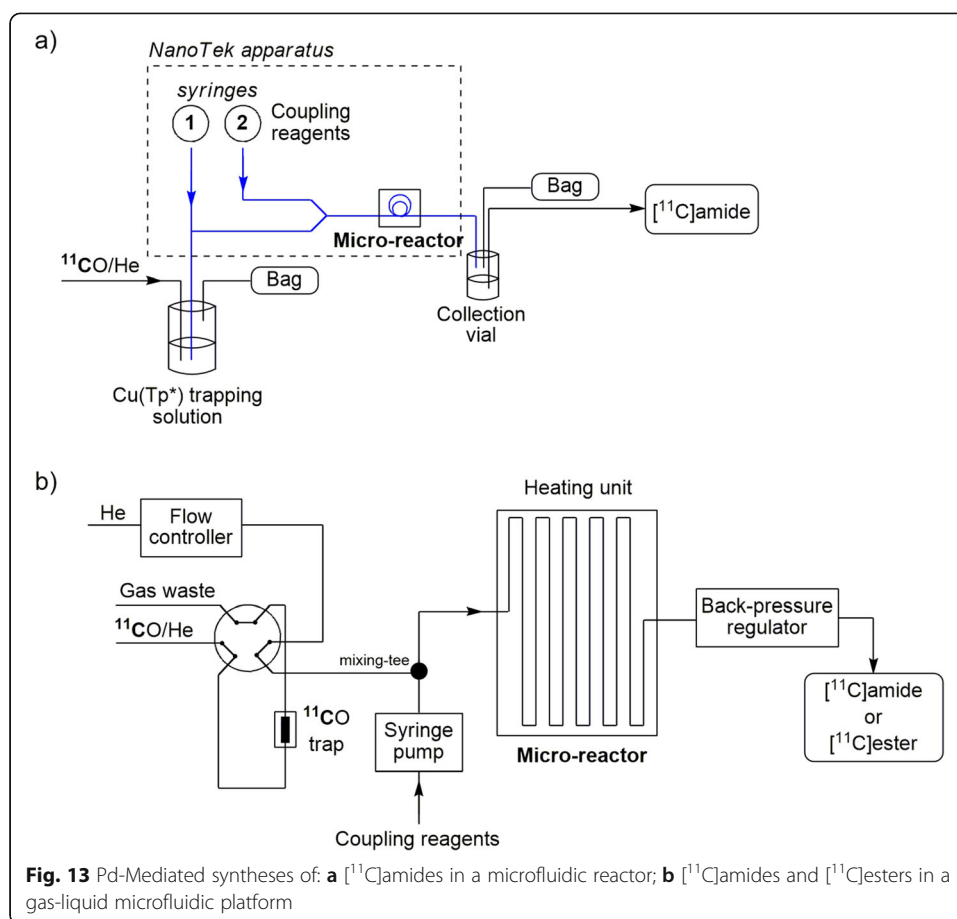 a)
NanoTek apparatus
syringes
1
2
Coupling
reagents
Bag
[¹¹C]amide
Micro-reactor
¹¹CO/He
Bag
Collection
vial
Cu(Tp*) trapping
solution
b)
Heating unit
He
Flow
controller
Gas waste
¹¹CO/He
mixing-tee
Back-pressure
regulator
¹¹CO
trap
Syringe
pump
[¹¹C]amide
or
[¹¹C]ester
Micro-reactor
Coupling reagents
Fig. 13 Pd-Mediated syntheses of: a [¹¹C]amides in a microfluidic reactor; b [¹¹C]amides and [¹¹C]esters in a
gas-liquid microfluidic platform